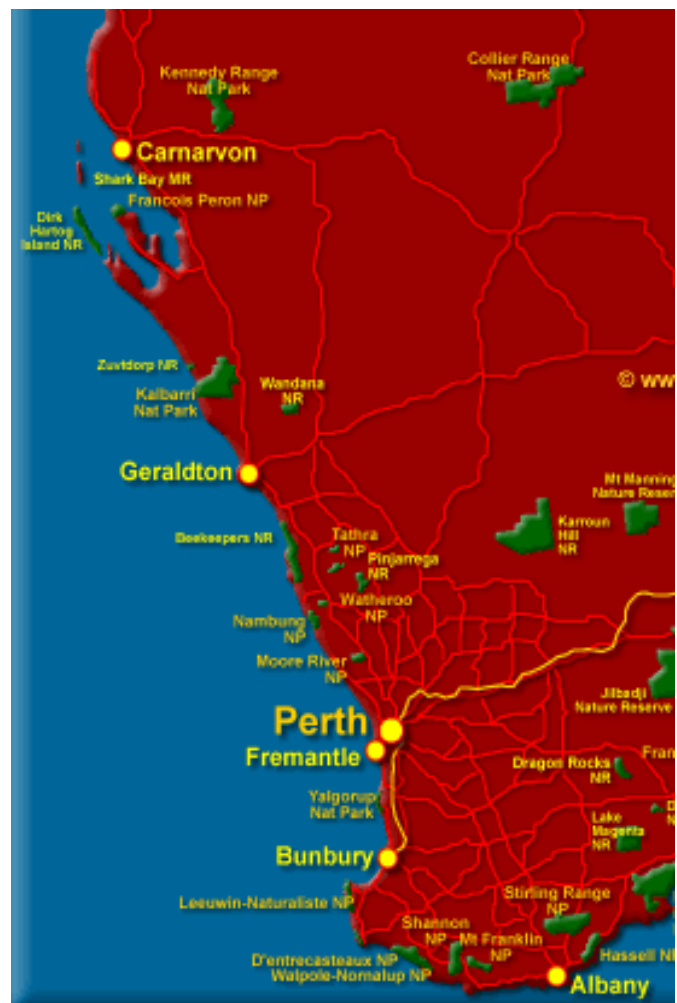 Kennedy Range
Nat Park
Collier Range
Nat Park
Carnarvon
Shark Bay MR
Francois Peron NP
Dirk
Hartog
Island NR
Zuytdorp NR
Kalbarri
Nat Park
Wandana
NR
© www
Geraldton
Mt Manning
Nature Reserv
Karroun
Hill
NR
Beekeepers NR
Tathra
NP
Pinjarrega
NR
Watheroo
NP
Nambung
NP
Moore River
NP
Jilbadji
Nature Reserve
Perth
Fremantle
Dragon Rocks
NR
Fran
Yalgorup
Nat Park
Lake
Magenta
NR
D
N
Bunbury
Leeuwin-Naturaliste NP
Stirling Range
NP
Shannon
NP
Mt Franklin
NP
D'entrecasteaux NP
Walpole-Nornalup NP
Hassell N
Albany